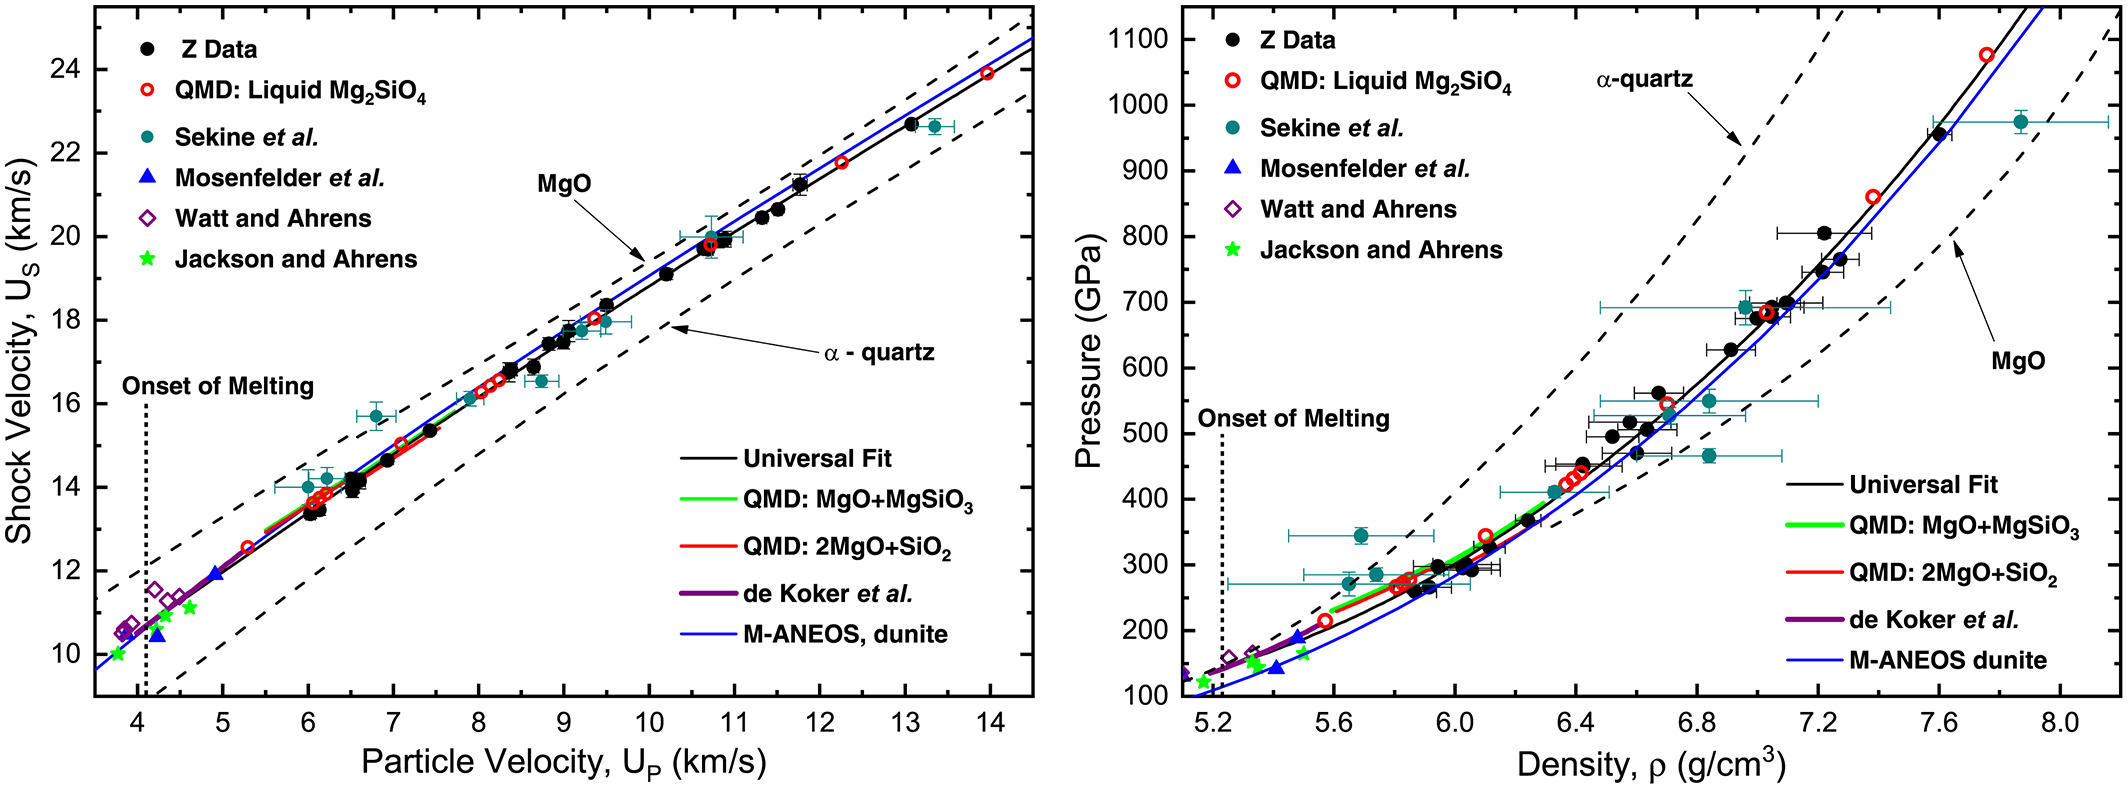 Z Data
QMD: Liquid Mg₂SiO₄
Sekine et al.
Mosenfelder et al.
Watt and Ahrens
Jackson and Ahrens
MgO
α - quartz
Onset of Melting
Universal Fit
QMD: MgO+MgSiO₃
QMD: 2MgO+SiO₂
de Koker et al.
M-ANEOS, dunite
Shock Velocity, U_S (km/s)
24
22
20
18
16
14
12
10
4 5 6 7 8 9 10 11 12 13 14
Particle Velocity, U_P (km/s)
Z Data
QMD: Liquid Mg₂SiO₄
Sekine et al.
Mosenfelder et al.
Watt and Ahrens
Jackson and Ahrens
α-quartz
MgO
Onset of Melting
Universal Fit
QMD: MgO+MgSiO₃
QMD: 2MgO+SiO₂
de Koker et al.
M-ANEOS dunite
Pressure (GPa)
1100
1000
900
800
700
600
500
400
300
200
100
5.2 5.6 6.0 6.4 6.8 7.2 7.6 8.0
Density, ρ (g/cm³)